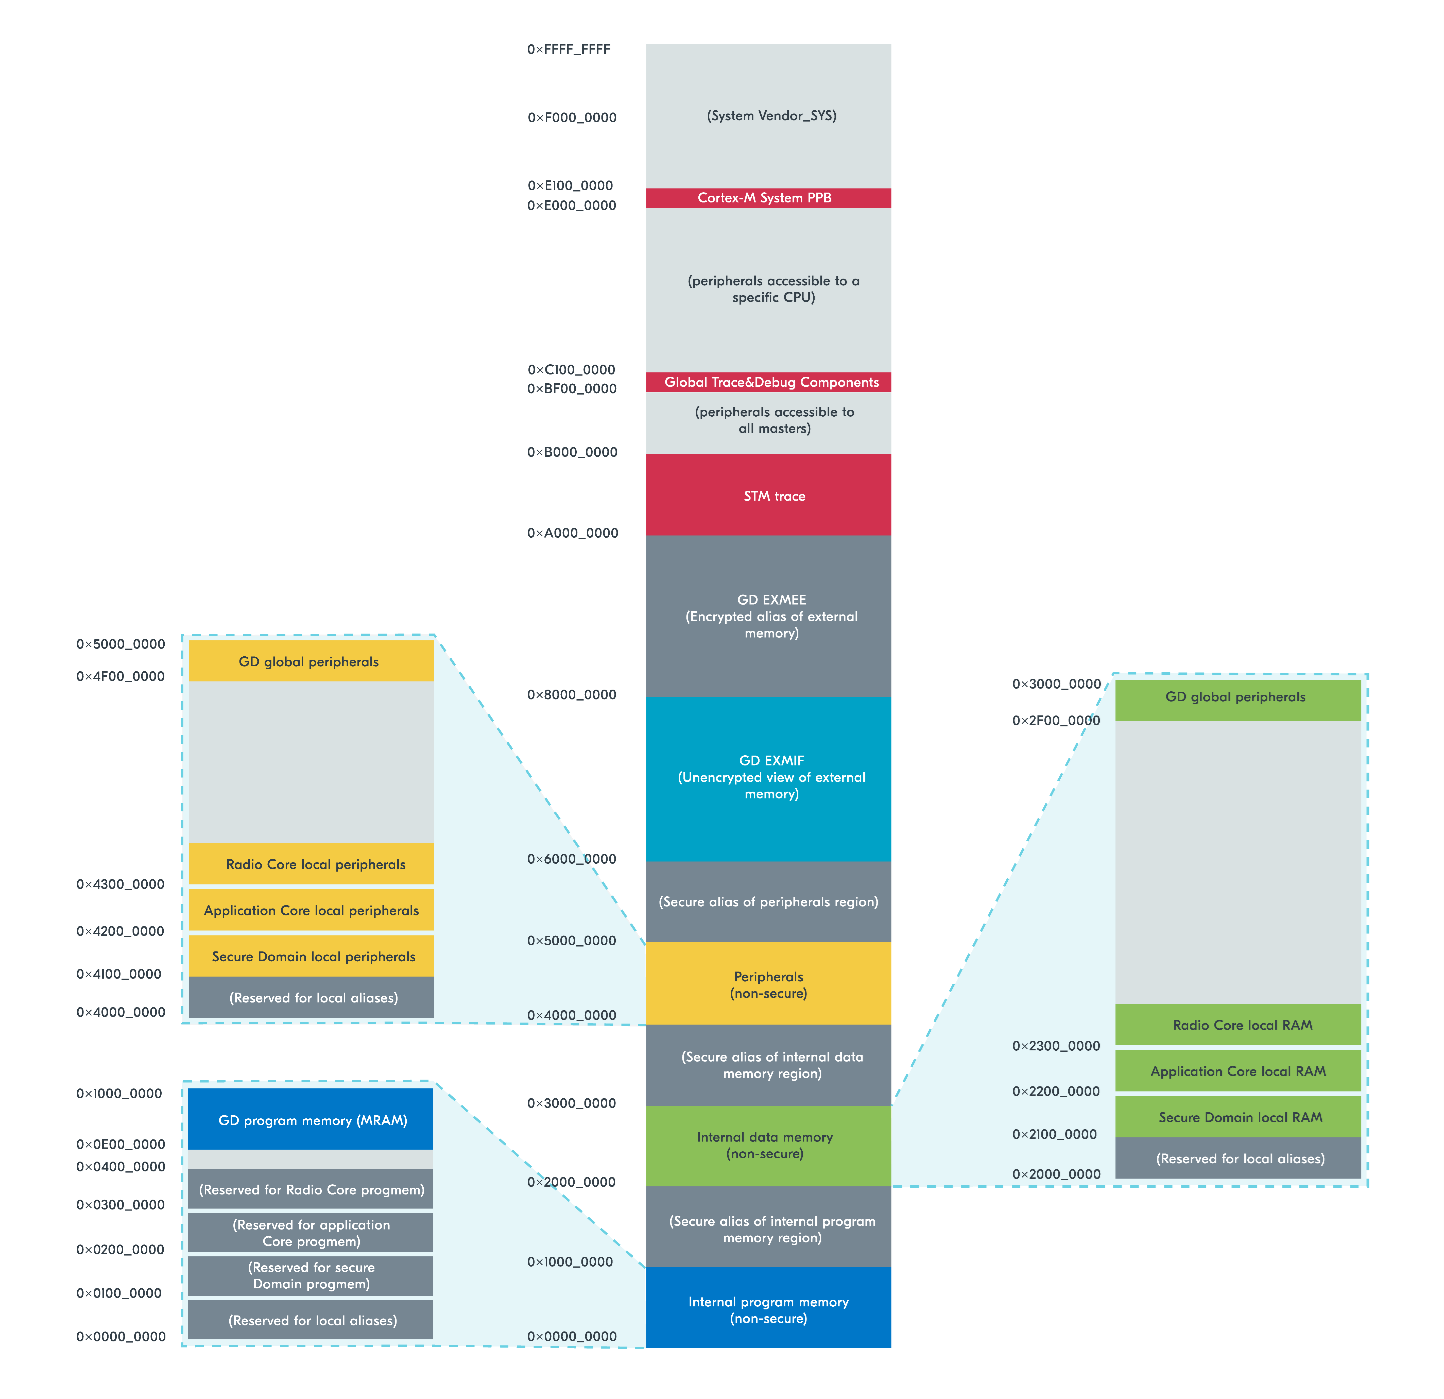 0×FFFF_FFFF
0×F000_0000
(System Vendor_SYS)
0×E100_0000
Cortex-M System PPB
0×E000_0000
(peripherals accessible to a
specific CPU)
0×C100_0000
Global Trace&Debug Components
0×BF00_0000
(peripherals accessible to
all masters)
0×B000_0000
STM trace
0×A000_0000
GD EXMEE
(Encrypted alias of external
memory)
0×8000_0000
GD EXMIF
(Unencrypted view of external
memory)
0×6000_0000
(Secure alias of peripherals region)
0×5000_0000
Peripherals
(non-secure)
0×4000_0000
(Secure alias of internal data
memory region)
0×3000_0000
Internal data memory
(non-secure)
0×2000_0000
(Secure alias of internal program
memory region)
0×1000_0000
Internal program memory
(non-secure)
0×0000_0000
0×5000_0000
GD global peripherals
0×4F00_0000
Radio Core local peripherals
0×4300_0000
Application Core local peripherals
0×4200_0000
Secure Domain local peripherals
0×4100_0000
(Reserved for local aliases)
0×4000_0000
0×1000_0000
GD program memory (MRAM)
0×0E00_0000
0×0400_0000
(Reserved for Radio Core progmem)
0×0300_0000
(Reserved for application
Core progmem)
0×0200_0000
(Reserved for secure
Domain progmem)
0×0100_0000
(Reserved for local aliases)
0×0000_0000
0×3000_0000
GD global peripherals
0×2F00_0000
Radio Core local RAM
0×2300_0000
Application Core local RAM
0×2200_0000
Secure Domain local RAM
0×2100_0000
(Reserved for local aliases)
0×2000_0000